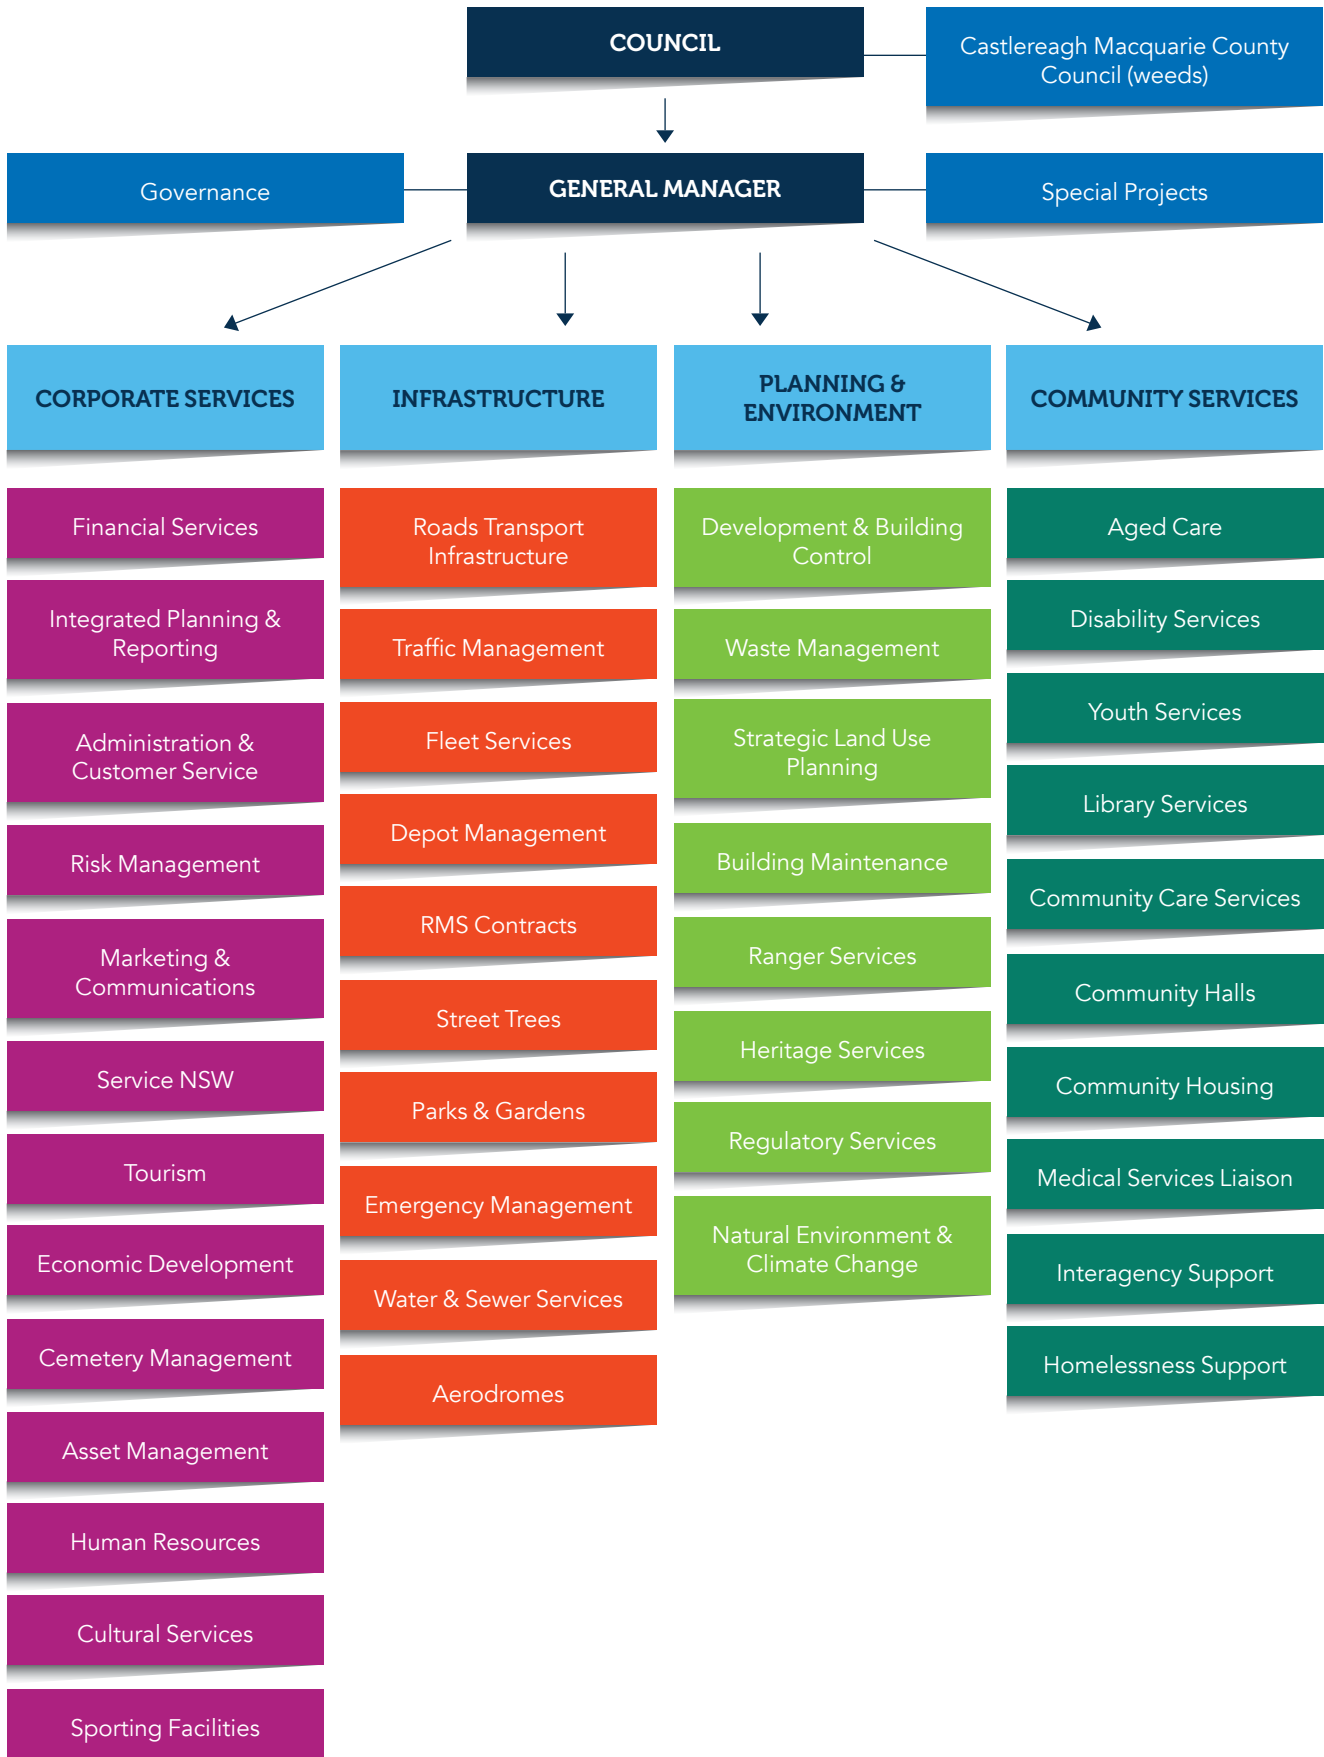 COUNCIL
Castlereagh Macquarie County
Council (weeds)
Governance
GENERAL MANAGER
Special Projects
CORPORATE SERVICES
INFRASTRUCTURE
PLANNING &
ENVIRONMENT
COMMUNITY SERVICES
Financial Services
Integrated Planning &
Reporting
Administration &
Customer Service
Risk Management
Marketing &
Communications
Service NSW
Tourism
Economic Development
Cemetery Management
Asset Management
Human Resources
Cultural Services
Sporting Facilities
Roads Transport
Infrastructure
Traffic Management
Fleet Services
Depot Management
RMS Contracts
Street Trees
Parks & Gardens
Emergency Management
Water & Sewer Services
Aerodromes
Development & Building
Control
Waste Management
Strategic Land Use
Planning
Building Maintenance
Ranger Services
Heritage Services
Regulatory Services
Natural Environment &
Climate Change
Aged Care
Disability Services
Youth Services
Library Services
Community Care Services
Community Halls
Community Housing
Medical Services Liaison
Interagency Support
Homelessness Support